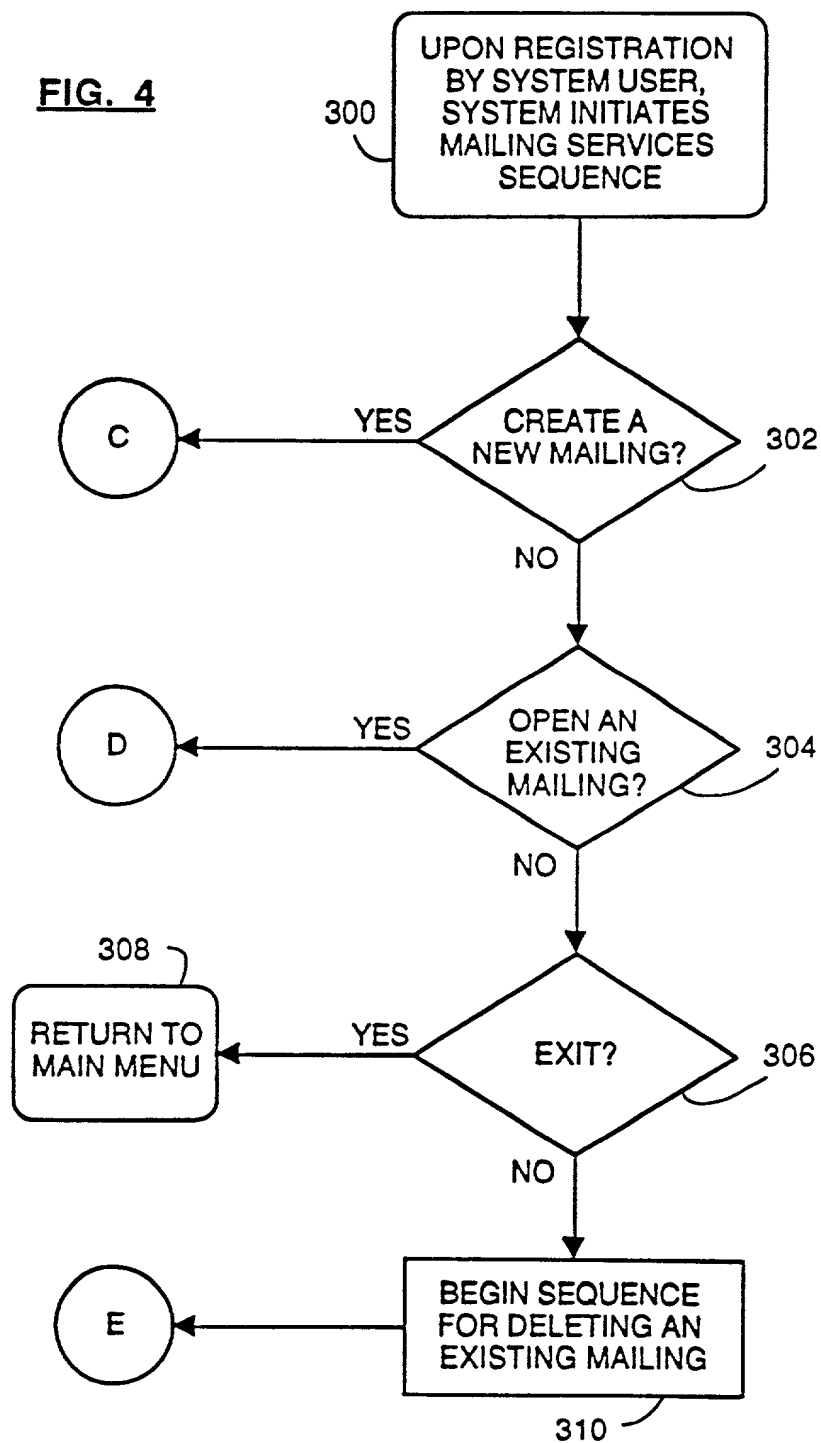 FIG. 4
UPON REGISTRATION
BY SYSTEM USER,
SYSTEM INITIATES
MAILING SERVICES
SEQUENCE
300
C
YES
CREATE A
NEW MAILING?
302
NO
D
YES
OPEN AN
EXISTING
MAILING?
304
NO
308
RETURN TO
MAIN MENU
YES
EXIT?
306
NO
E
BEGIN SEQUENCE
FOR DELETING AN
EXISTING MAILING
310